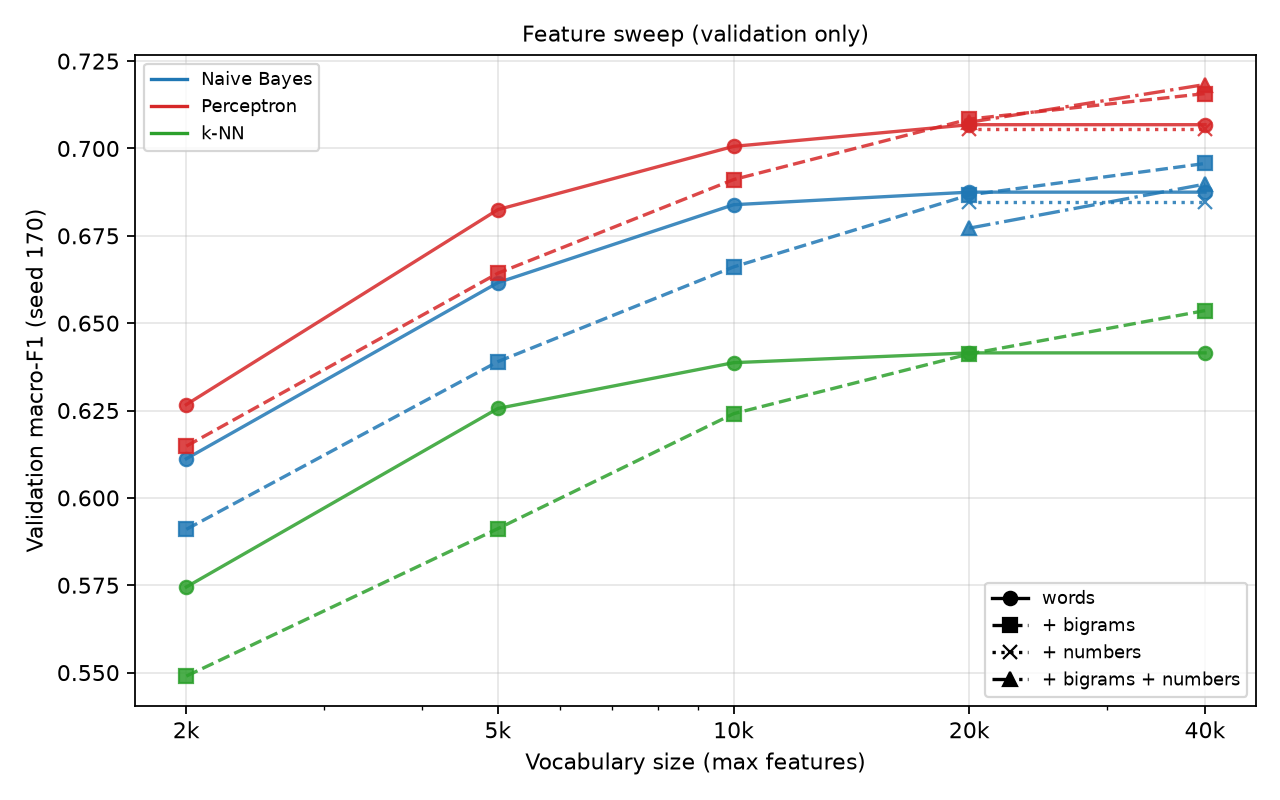 Feature sweep (validation only)
Naive Bayes
Perceptron
k-NN
0.725
0.700
0.675
0.650
0.625
0.600
0.575
0.550
Validation macro-F1 (seed 170)
words
+ bigrams
+ numbers
+ bigrams + numbers
2k 5k 10k 20k 40k
Vocabulary size (max features)